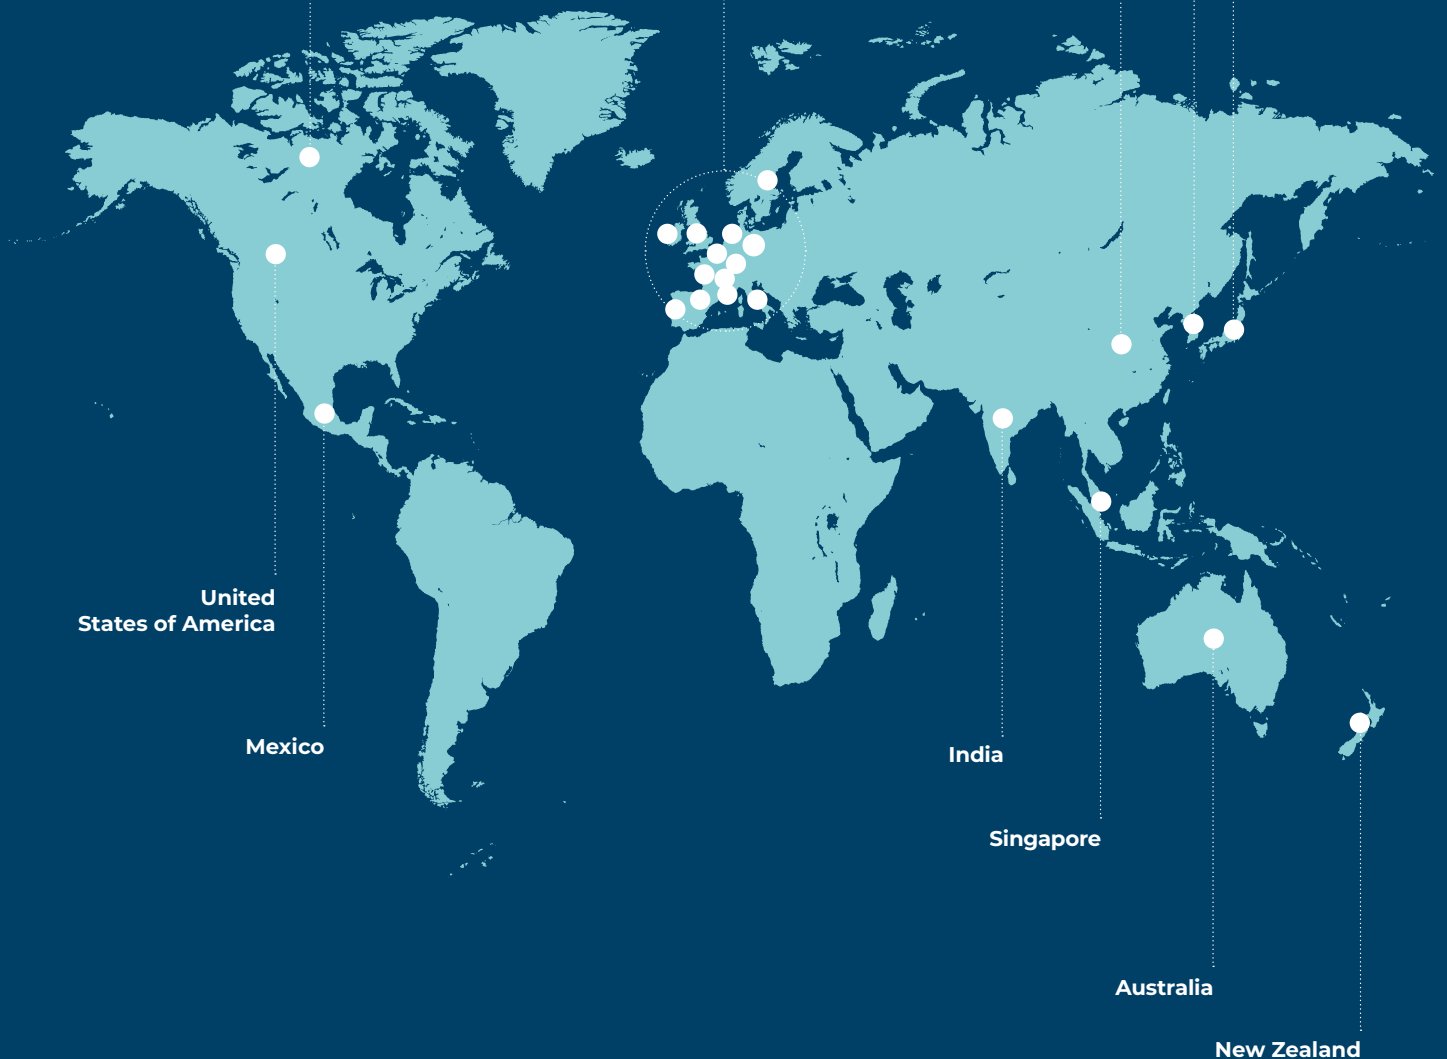 United
States of America
Mexico
India
Singapore
Australia
New Zealand